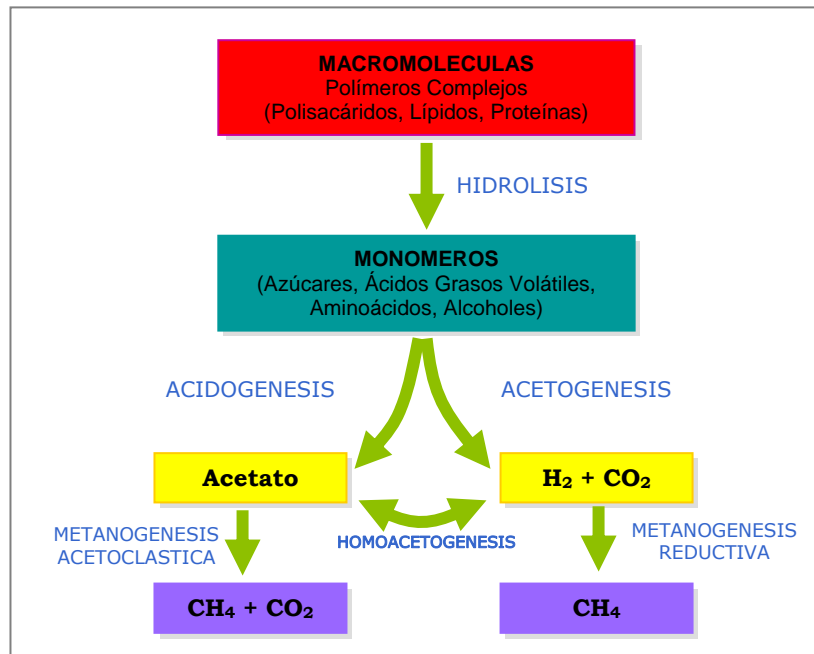 MACROMOLECULAS
Polímeros Complejos
(Polisacáridos, Lípidos, Proteínas)
HIDROLISIS
MONOMEROS
(Azúcares, Ácidos Grasos Volátiles,
Aminoácidos, Alcoholes)
ACIDOGENESIS
ACETOGENESIS
Acetato
H₂ + CO₂
METANOGENESIS
ACETOCLASTICA
HOMOACETOGENESIS
METANOGENESIS
REDUCTIVA
CH₄ + CO₂
CH₄